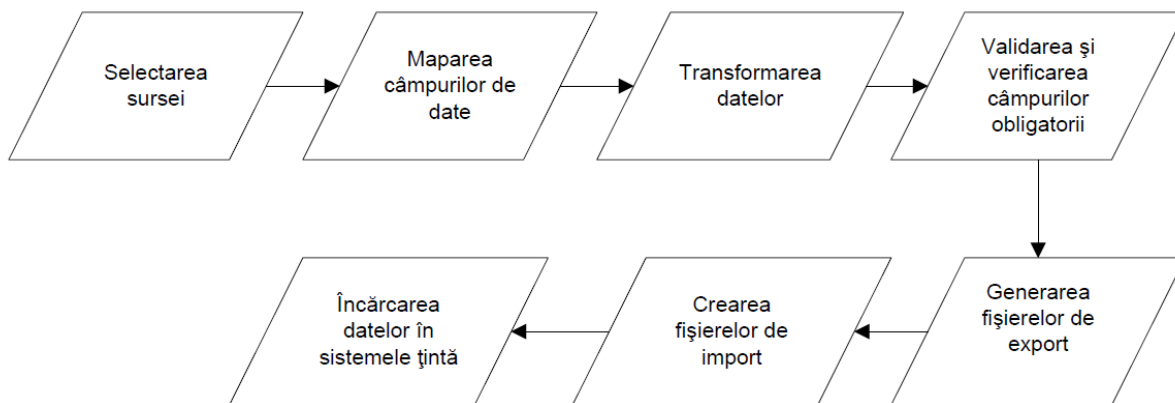 Selectarea
sursei
Maparea
câmpurilor de
date
Transformarea
datelor
Validarea şi
verificarea
câmpurilor
obligatorii
Generarea
fişierelor de
export
Crearea
fişierelor de
import
Încărcarea
datelor în
sistemele ţintă